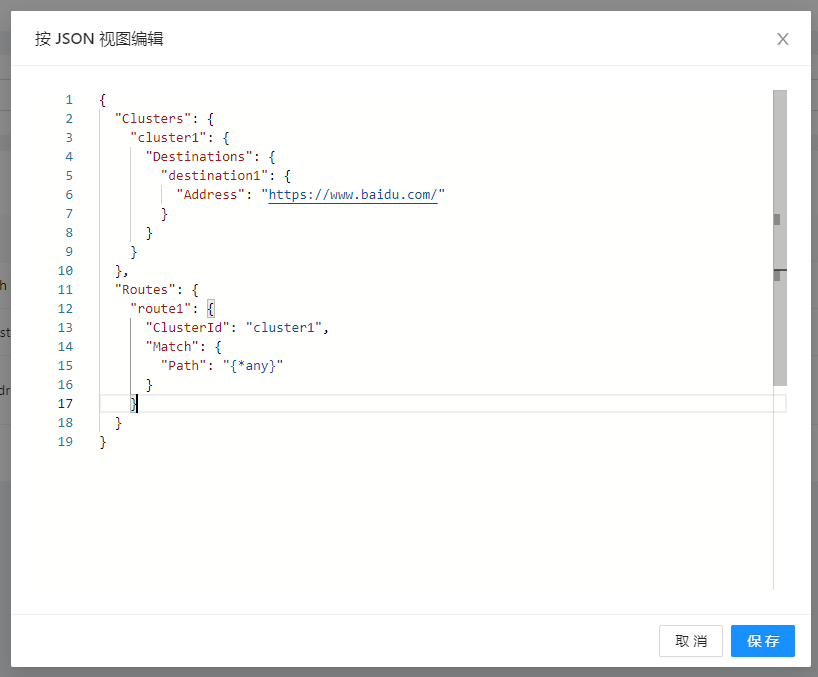 按 JSON 视图编辑
1 {
2   "Clusters": {
3     "cluster1": {
4       "Destinations": {
5         "destination1": {
6           "Address": "https://www.baidu.com/"
7         }
8       }
9     }
10   },
11   "Routes": {
12     "route1": {
13       "ClusterId": "cluster1",
14       "Match": {
15         "Path": "{*any}"
16       }
17     }
18   }
19 }
取消 保存